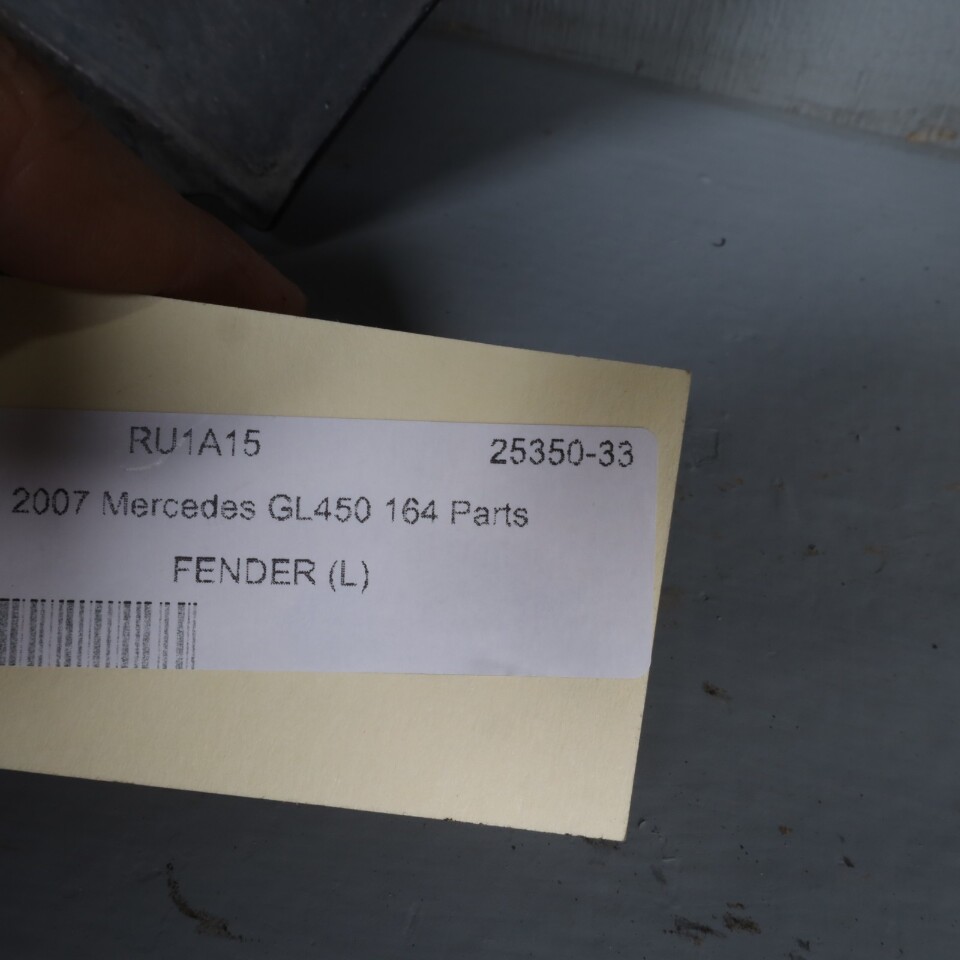 RU1A15 25350-33
2007 Mercedes GL450 164 Parts
FENDER (L)